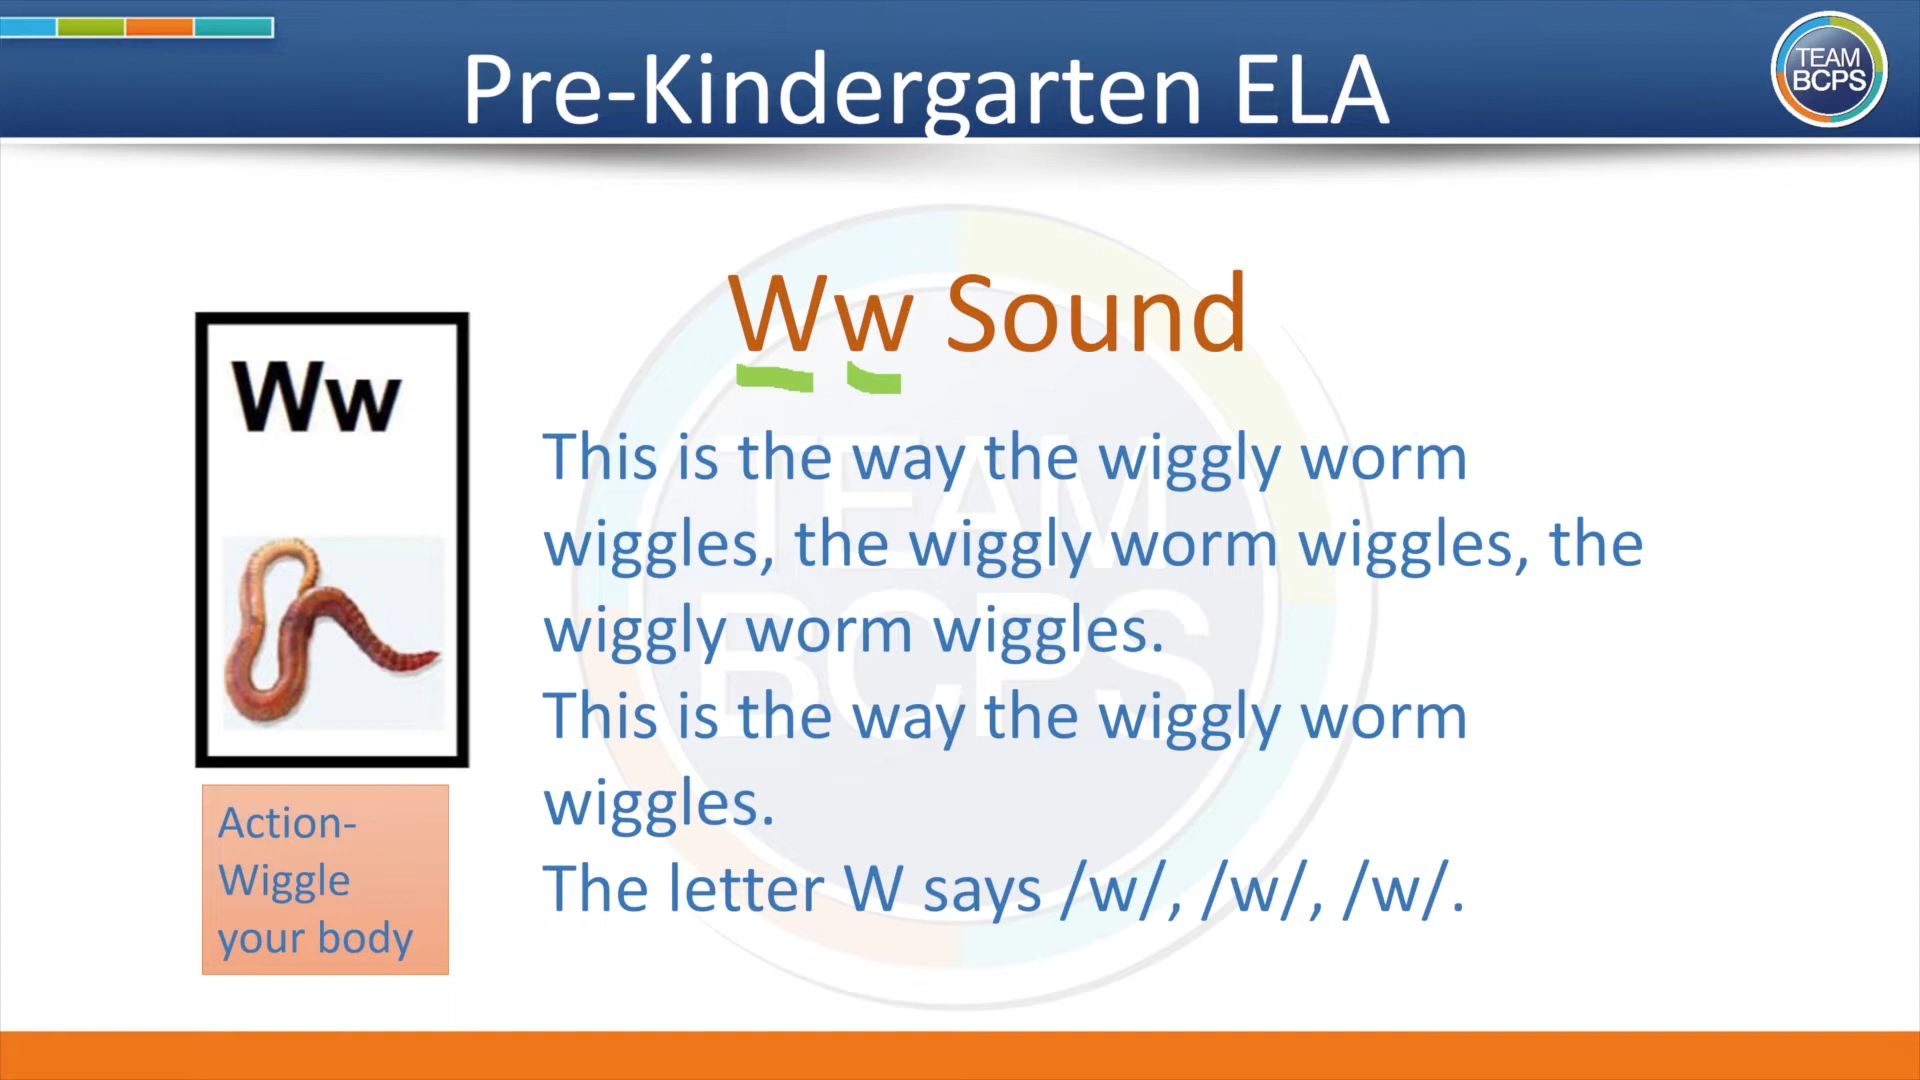 Pre-Kindergarten ELA
TEAM
BCPS
Ww Sound
Ww
This is the way the wiggly worm
wiggles, the wiggly worm wiggles, the
wiggly worm wiggles.
This is the way the wiggly worm
wiggles.
The letter W says /w/, /w/, /w/.
Action-
Wiggle
your body
TEAM
BCPS